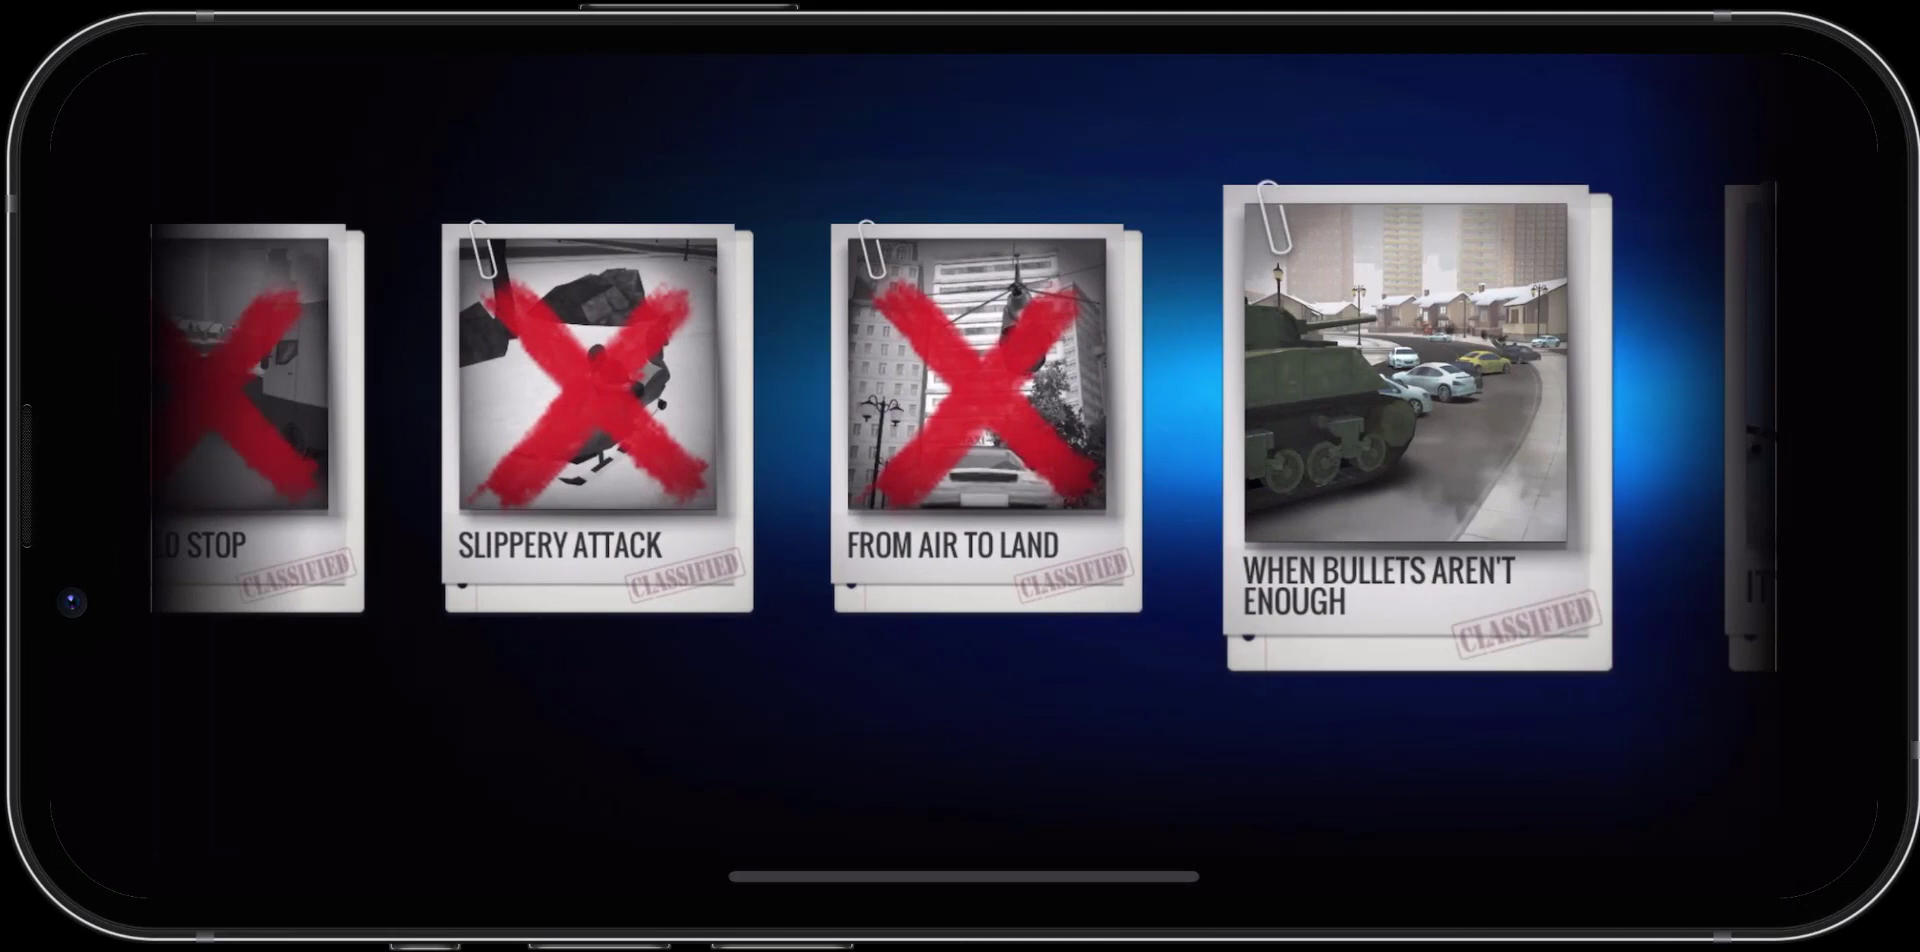 STOP
CLASSIFIED
SLIPPERY ATTACK
CLASSIFIED
FROM AIR TO LAND
CLASSIFIED
WHEN BULLETS AREN'T
ENOUGH
CLASSIFIED